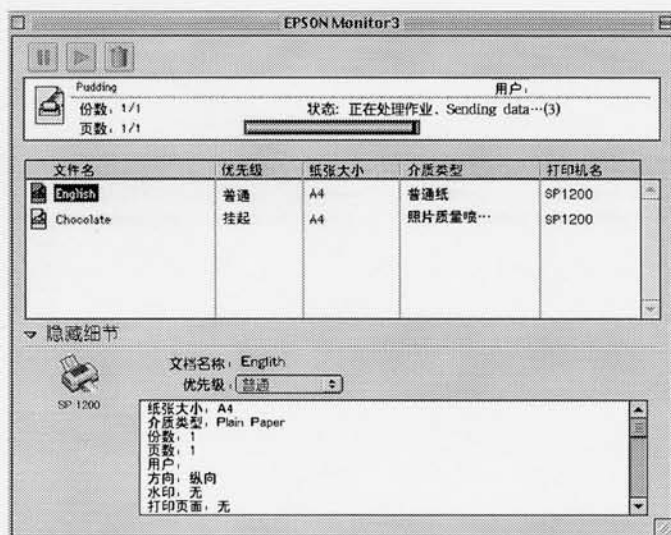 EPSON Monitor3
Pudding 用户：
份数：1/1 状态: 正在处理作业、Sending data…(3)
页数：1/1
文件名 优先级 纸张大小 介质类型 打印机名
English 普通 A4 普通纸 SP1200
Chocolate 挂起 A4 照片质量喷… SP1200
隐藏细节
文档名称：Englith
优先级：普通
SP 1200
纸张大小：A4
介质类型：Plain Paper
份数：1
页数：1
用户：
方向：纵向
水印：无
打印页面：无